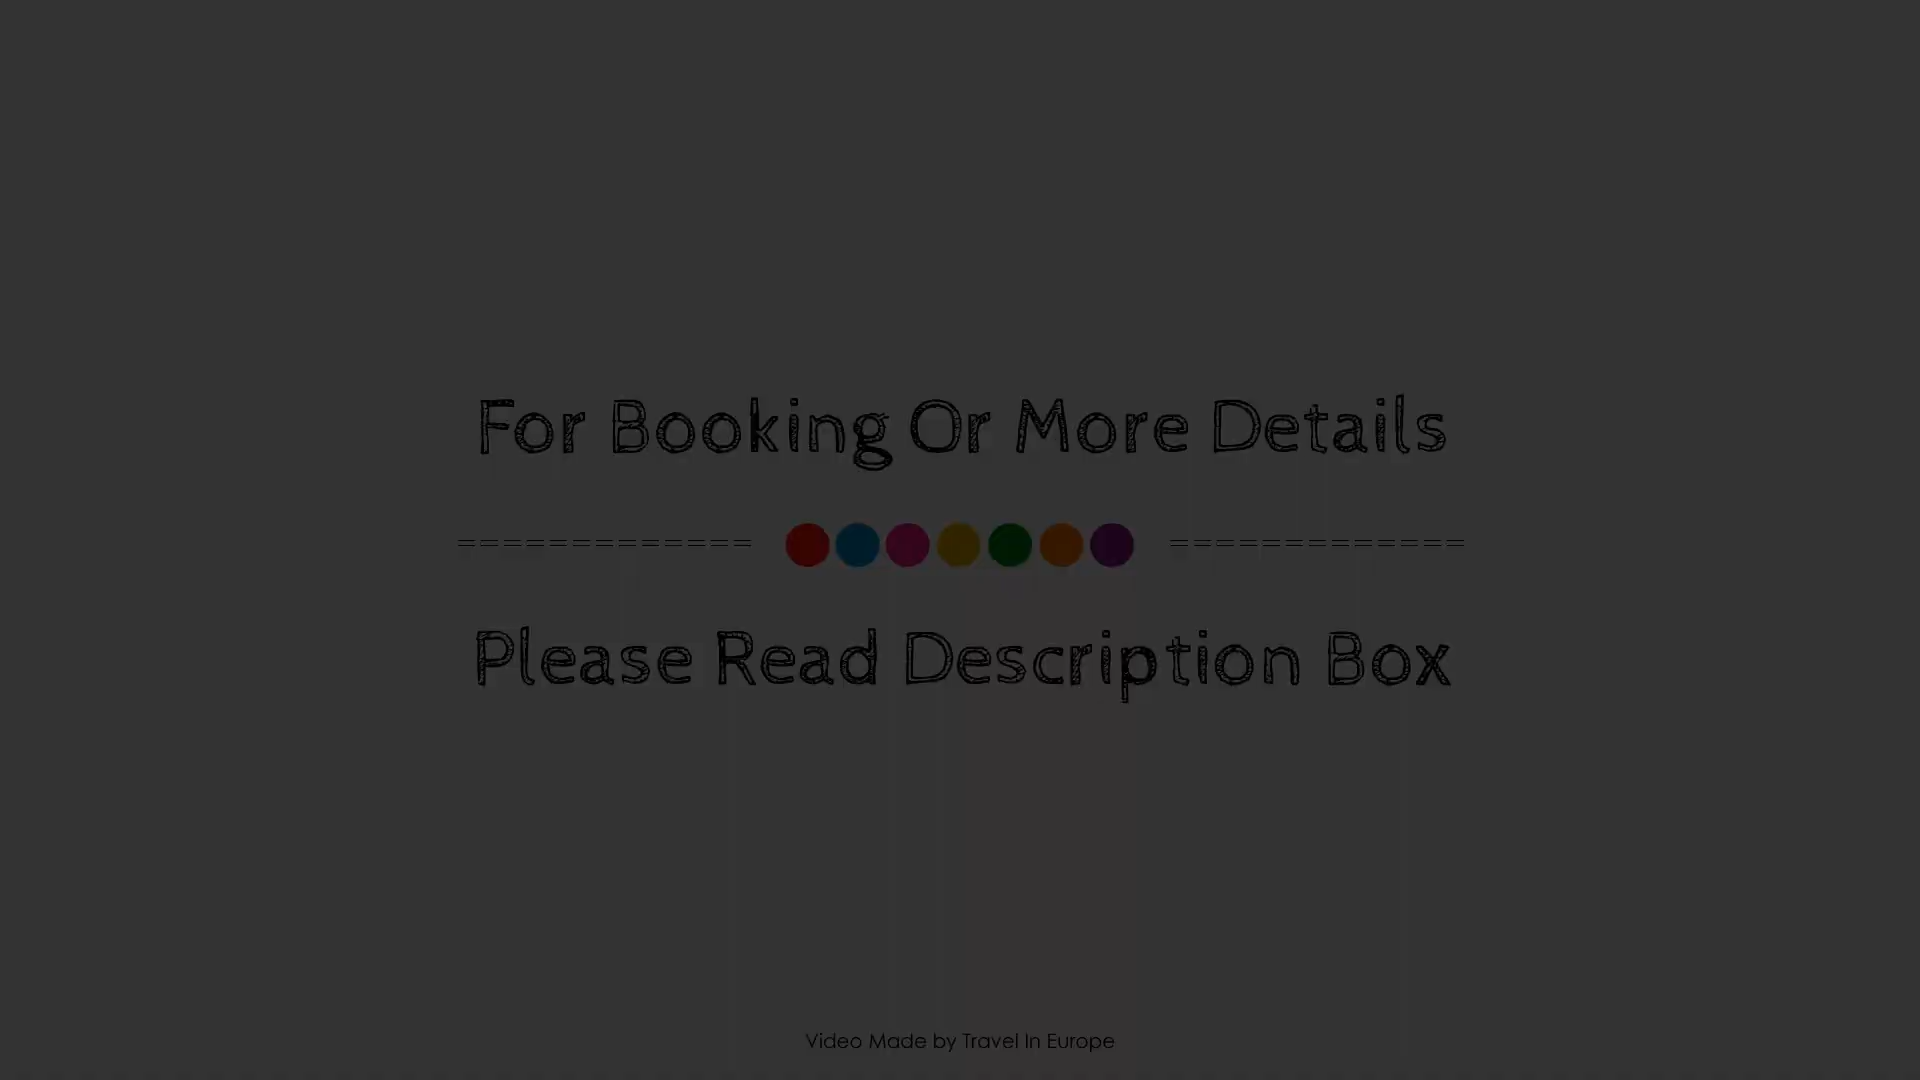 For Booking Or More Details
============= =============
Please Read Description Box
Video Made by Travel In Europe